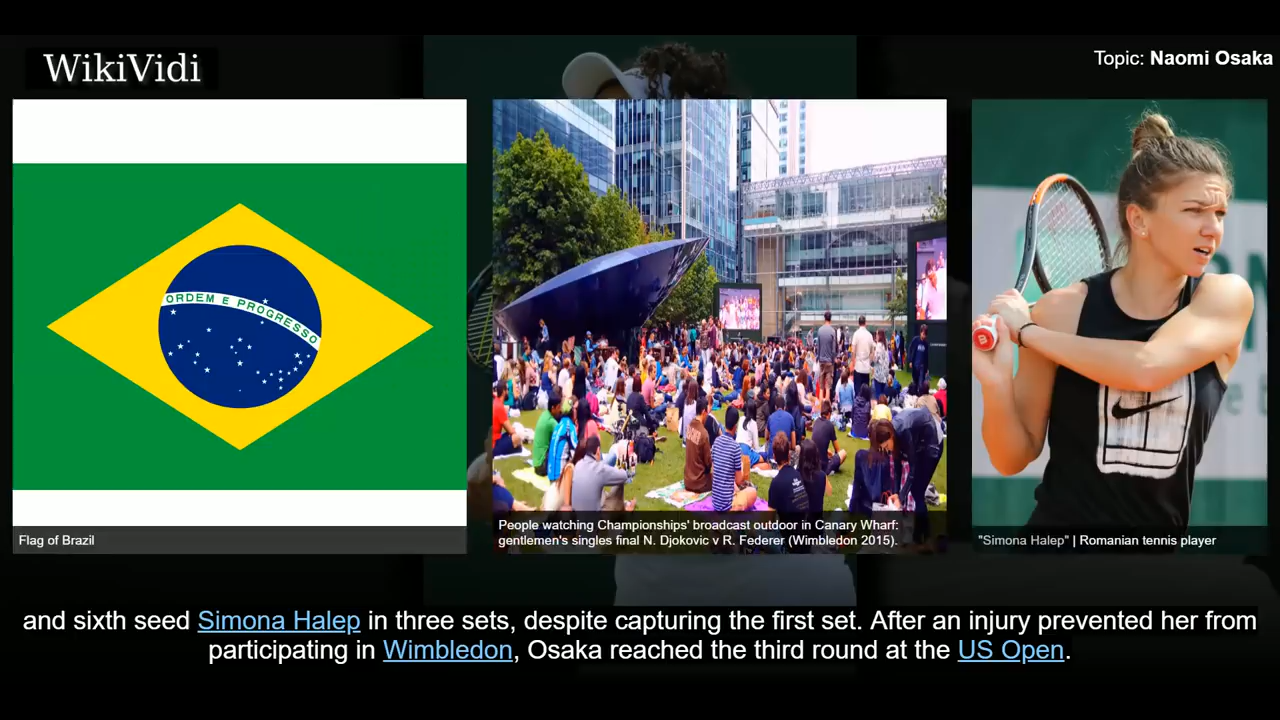 WikiVidi
Topic: Naomi Osaka
ORDEM E PROGRESSO
Flag of Brazil
People watching Championships' broadcast outdoor in Canary Wharf:
gentlemen's singles final N. Djokovic v R. Federer (Wimbledon 2015).
"Simona Halep" | Romanian tennis player
and sixth seed Simona Halep in three sets, despite capturing the first set. After an injury prevented her from
participating in Wimbledon, Osaka reached the third round at the US Open.